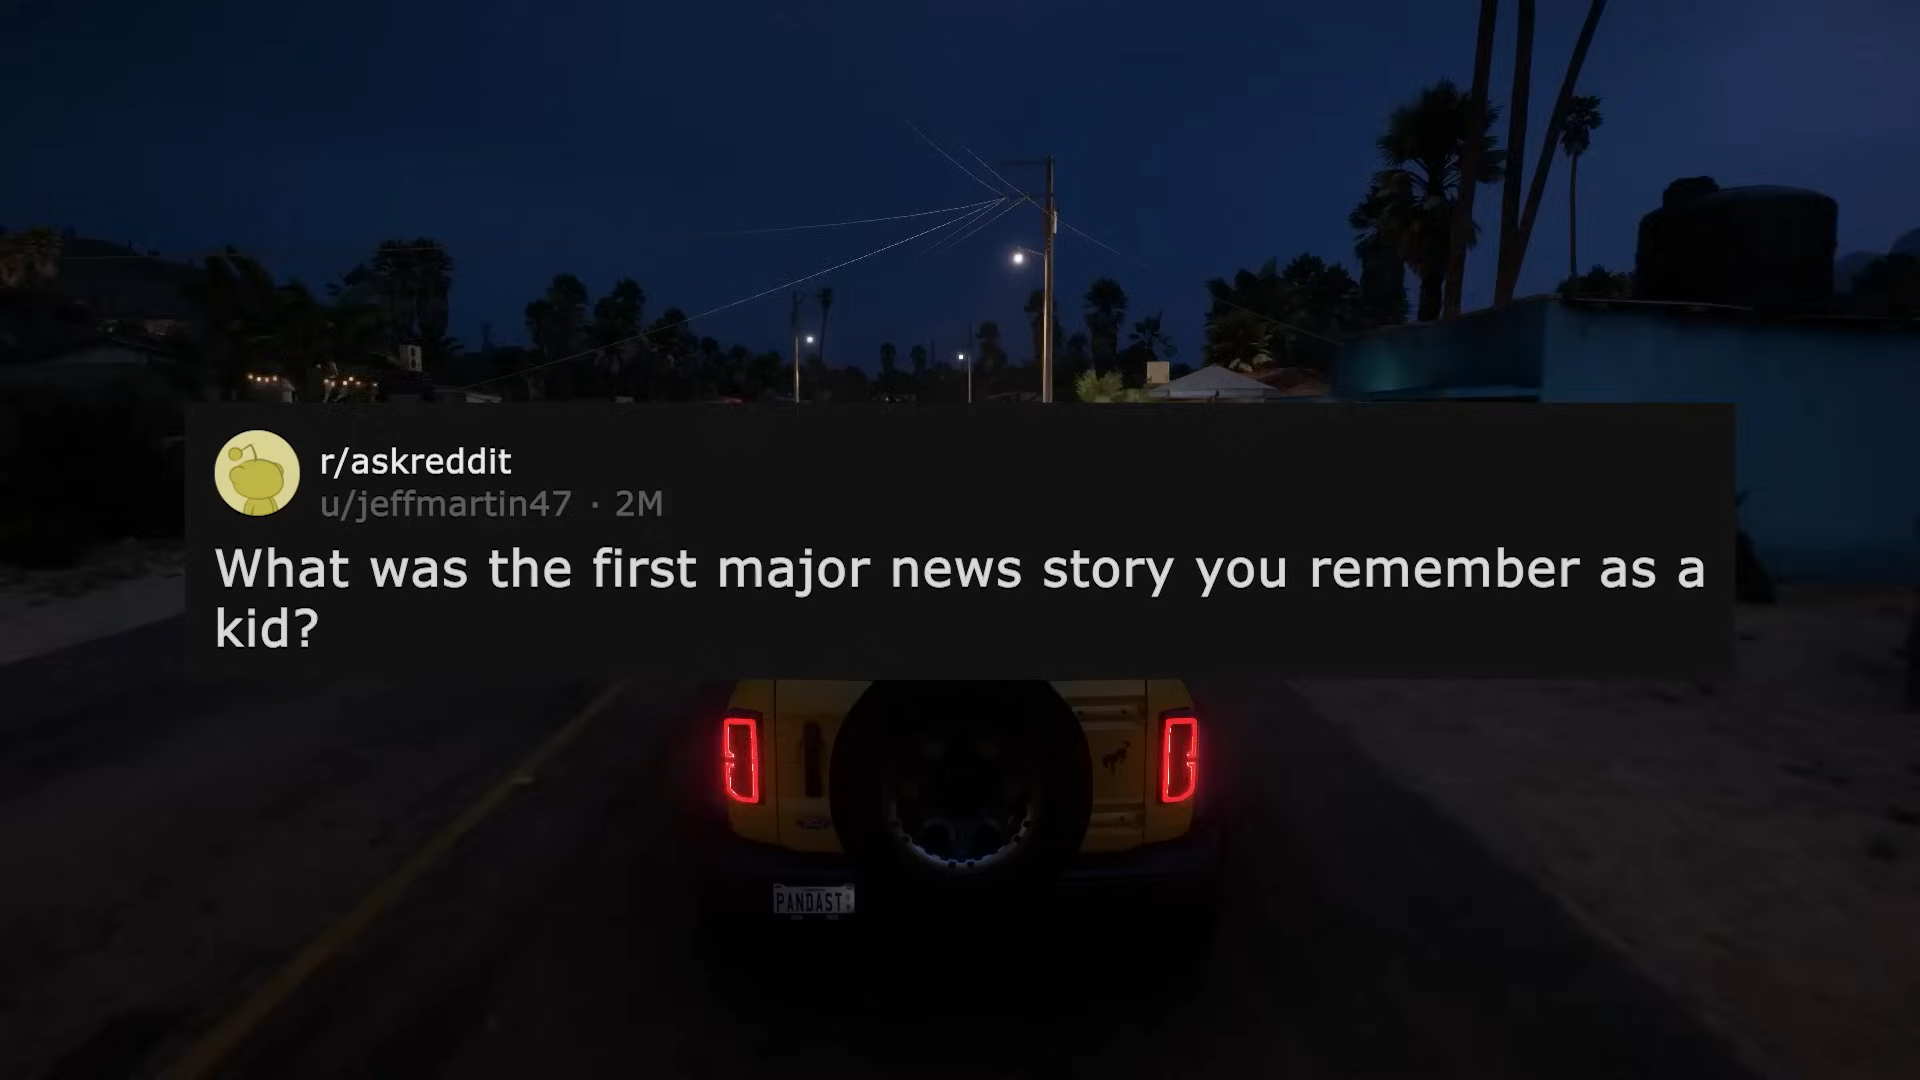 r/askreddit
u/jeffmartin47 · 2M
What was the first major news story you remember as a
kid?
PANDAST